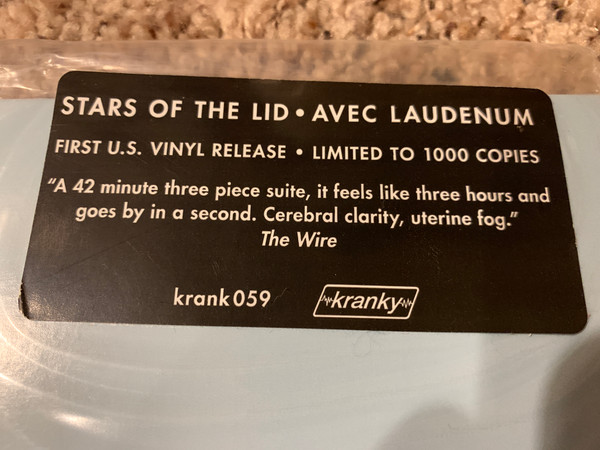 STARS OF THE LID • AVEC LAUDENUM
FIRST U.S. VINYL RELEASE • LIMITED TO 1000 COPIES
“A 42 minute three piece suite, it feels like three hours and
goes by in a second. Cerebral clarity, uterine fog.”
The Wire
krank059 kranky